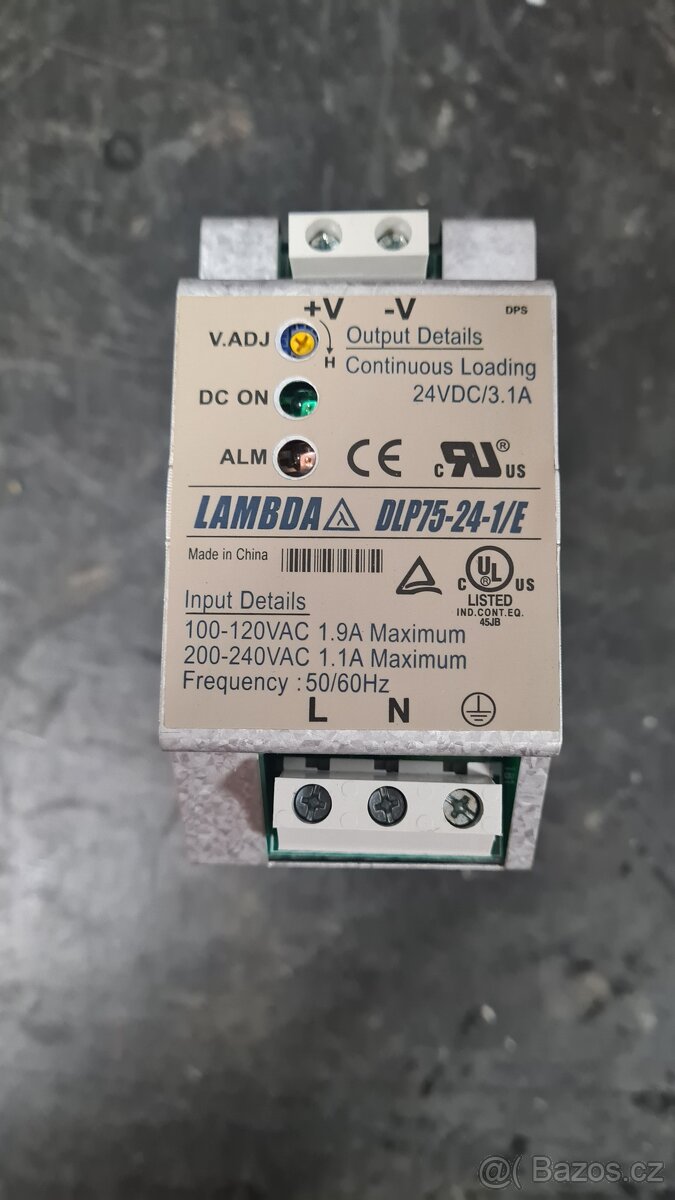 +V -V
DPS
V.ADJ
H
Output Details
Continuous Loading
24VDC/3.1A
DC ON
ALM
CE
c RU® US
LAMBDA λ DLP75-24-1/E
Made in China
c UL® US
LISTED
IND.CONT.EQ.
45JB
Input Details
100-120VAC 1.9A Maximum
200-240VAC 1.1A Maximum
Frequency : 50/60Hz
L N
@ Bazos.cz